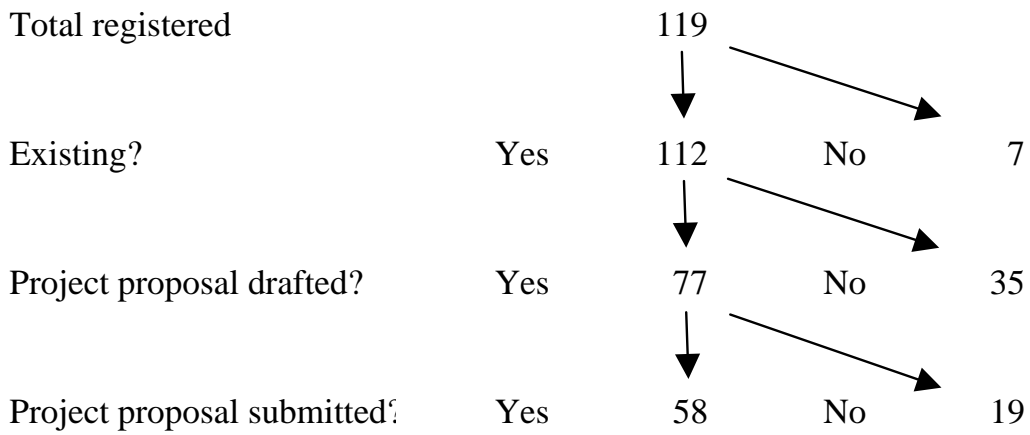 Total registered 119
Existing? Yes 112 No 7
Project proposal drafted? Yes 77 No 35
Project proposal submitted? Yes 58 No 19